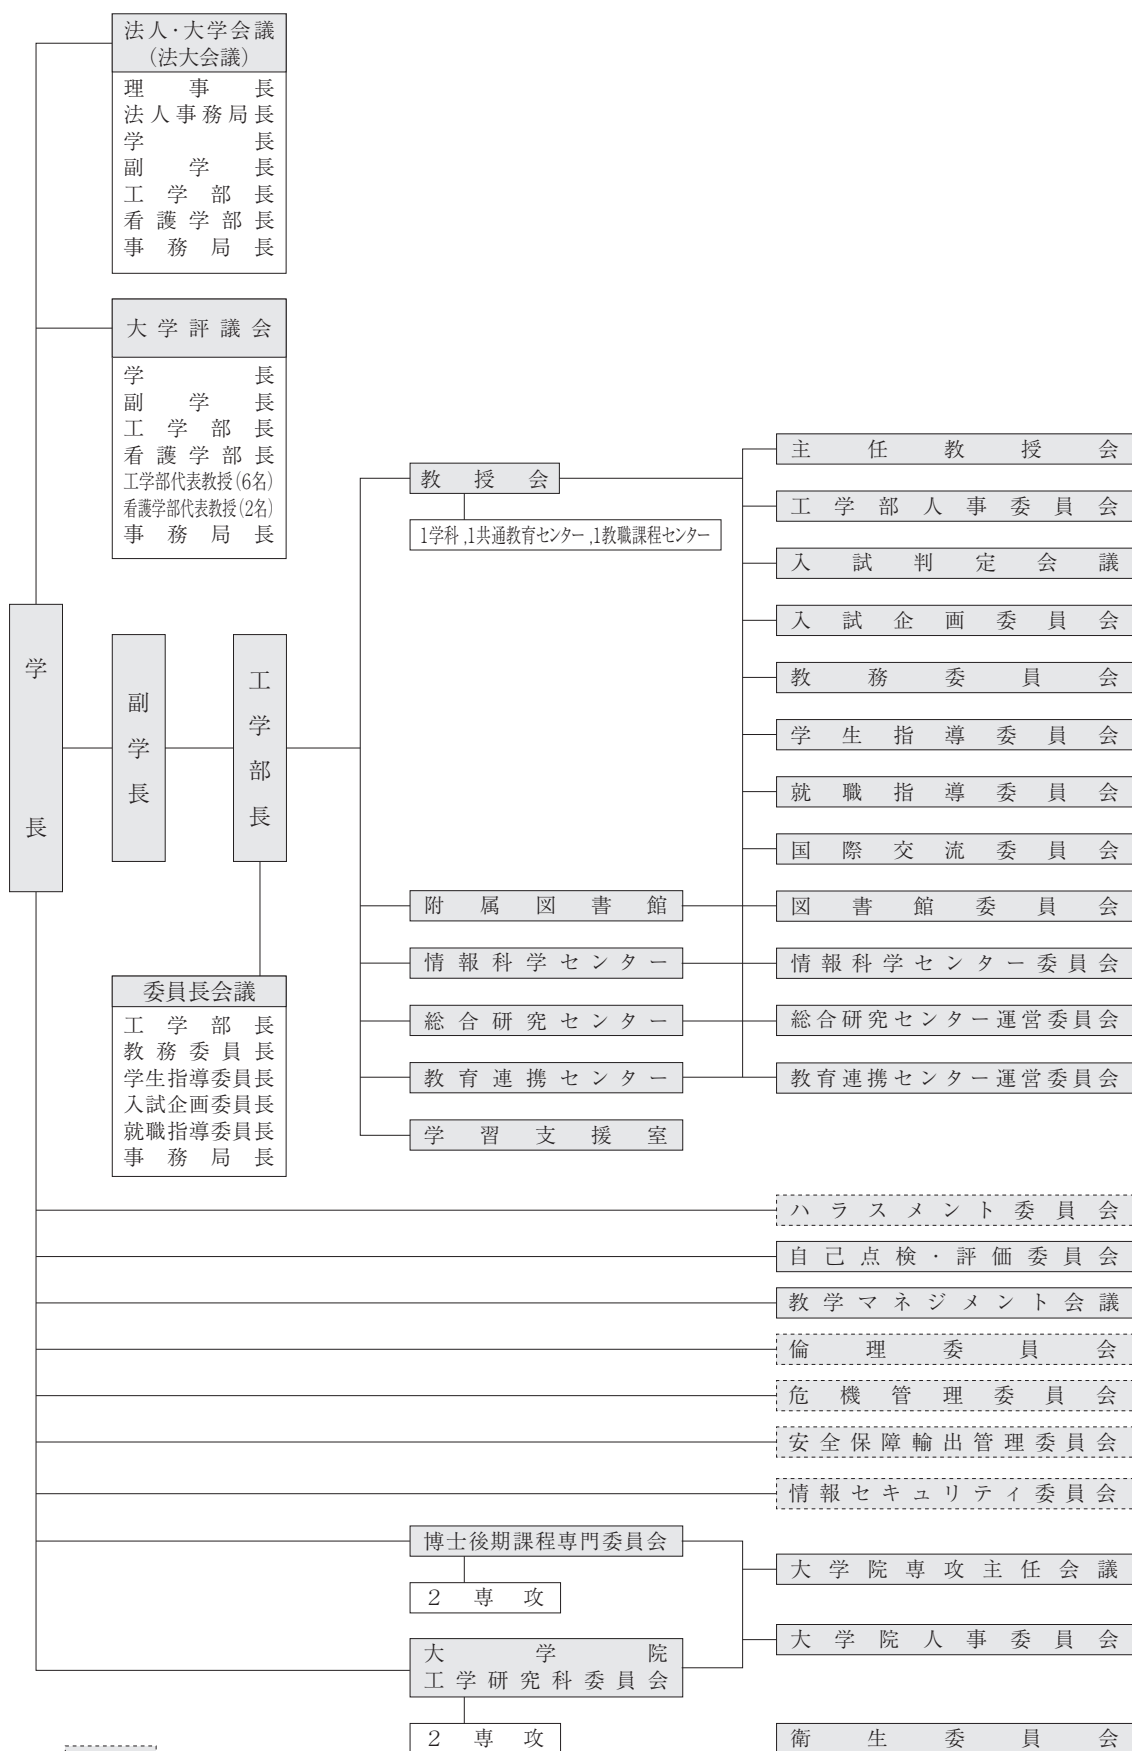 法人・大学会議
(法大会議)
理事長
法人事務局長
学長
副学長
工学部長
看護学部長
事務局長
大学評議会
学長
副学長
工学部長
看護学部長
工学部代表教授(6名)
看護学部代表教授(2名)
事務局長
学長
副学長
工学部長
委員長会議
工学部長
教務委員長
学生指導委員長
入試企画委員長
就職指導委員長
事務局長
教授会
1学科,1共通教育センター,1教職課程センター
附属図書館
情報科学センター
総合研究センター
教育連携センター
学習支援室
主任教授会
工学部人事委員会
入試判定会議
入試企画委員会
教務委員会
学生指導委員会
就職指導委員会
国際交流委員会
図書館委員会
情報科学センター委員会
総合研究センター運営委員会
教育連携センター運営委員会
ハラスメント委員会
自己点検・評価委員会
教学マネジメント会議
倫理委員会
危機管理委員会
安全保障輸出管理委員会
情報セキュリティ委員会
博士後期課程専門委員会
2専攻
大学院
工学研究科委員会
2専攻
大学院専攻主任会議
大学院人事委員会
衛生委員会